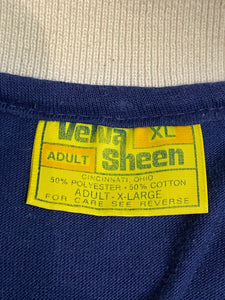 Velva XL
ADULT Sheen
CINCINNATI, OHIO
50% POLYESTER • 50% COTTON
ADULT - X-LARGE
FOR CARE SEE REVERSE